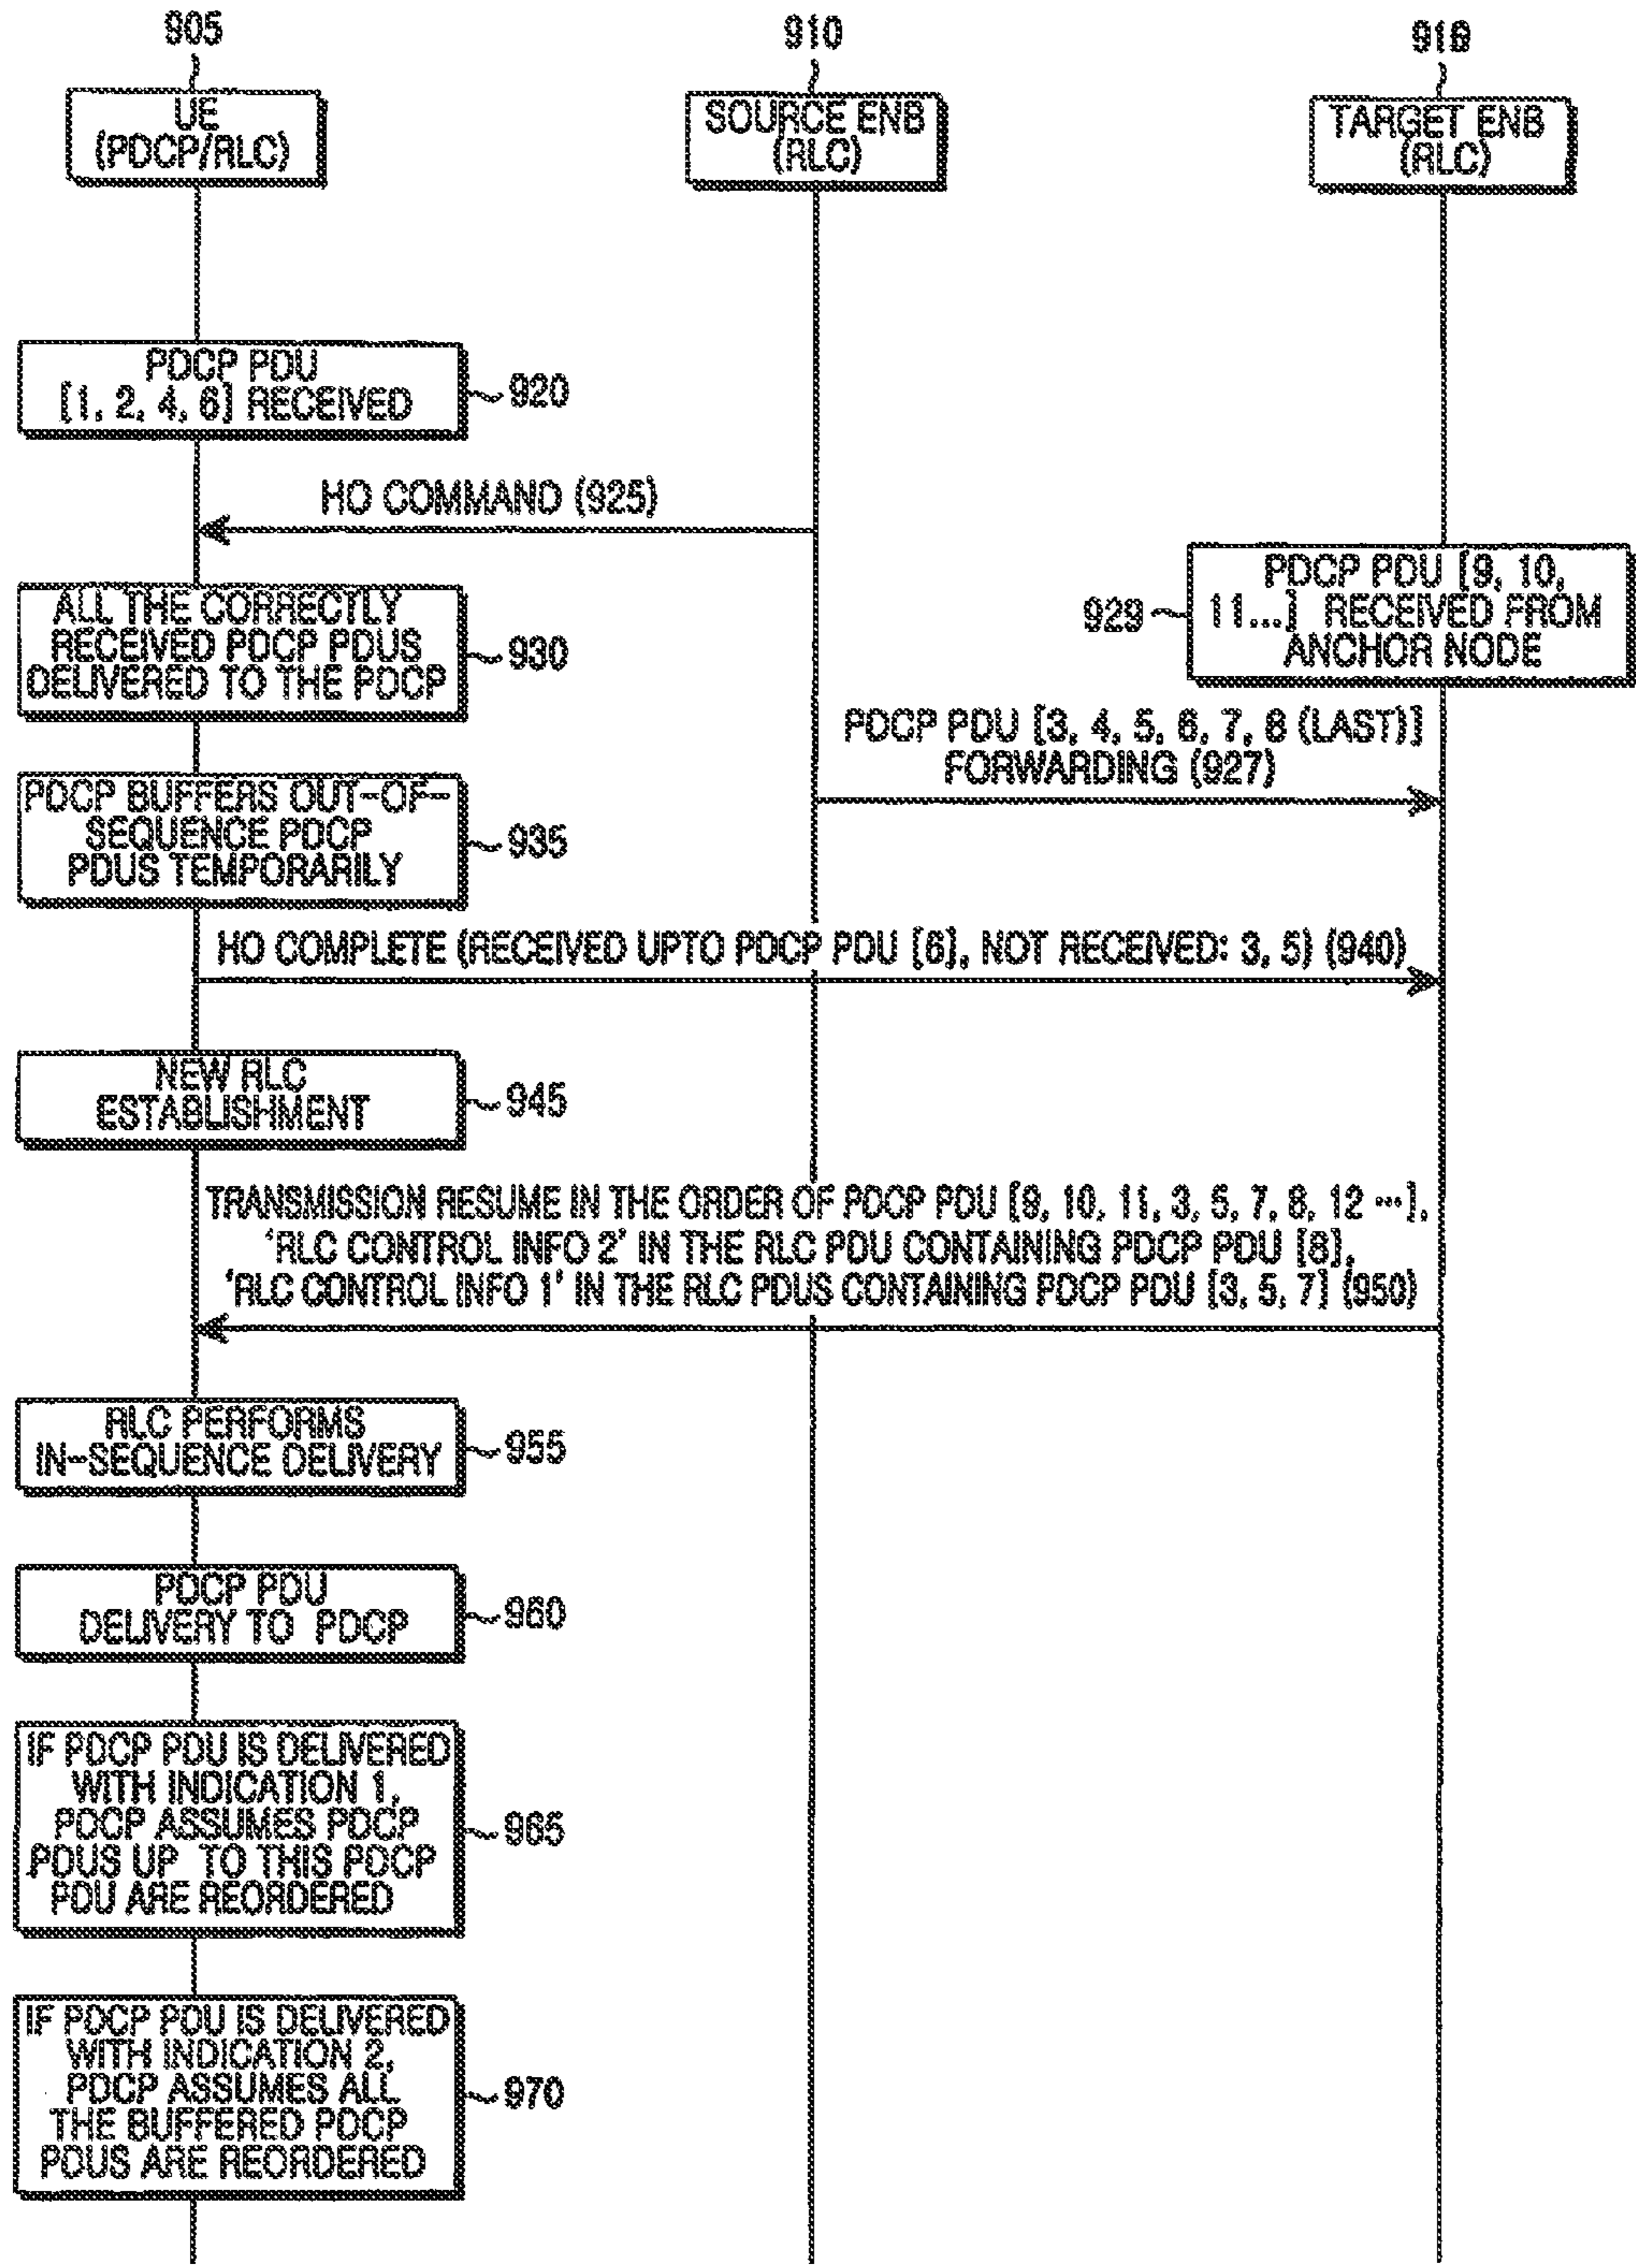 905
910
915
UE
(PDCP/RLC)
SOURCE ENB
(RLC)
TARGET ENB
(RLC)
PDCP PDU
[1, 2, 4, 6] RECEIVED
920
HO COMMAND (925)
PDCP PDU [9, 10,
11...] RECEIVED FROM
ANCHOR NODE
929
ALL THE CORRECTLY
RECEIVED PDCP PDUS
DELIVERED TO THE PDCP
930
PDCP PDU [3, 4, 5, 6, 7, 8 (LAST)]
FORWARDING (927)
PDCP BUFFERS OUT-OF-
SEQUENCE PDCP
PDUS TEMPORARILY
935
HO COMPLETE (RECEIVED UPTO PDCP PDU [6], NOT RECEIVED: 3, 5) (940)
NEW RLC
ESTABLISHMENT
945
TRANSMISSION RESUME IN THE ORDER OF PDCP PDU [9, 10, 11, 3, 5, 7, 8, 12 ...],
'RLC CONTROL INFO 2' IN THE RLC PDU CONTAINING PDCP PDU [8],
'RLC CONTROL INFO 1' IN THE RLC PDUS CONTAINING PDCP PDU [3, 5, 7] (950)
RLC PERFORMS
IN-SEQUENCE DELIVERY
955
PDCP PDU
DELIVERY TO PDCP
960
IF PDCP PDU IS DELIVERED
WITH INDICATION 1,
PDCP ASSUMES PDCP
PDUS UP TO THIS PDCP
PDU ARE REORDERED
965
IF PDCP PDU IS DELIVERED
WITH INDICATION 2,
PDCP ASSUMES ALL
THE BUFFERED PDCP
PDUS ARE REORDERED
970